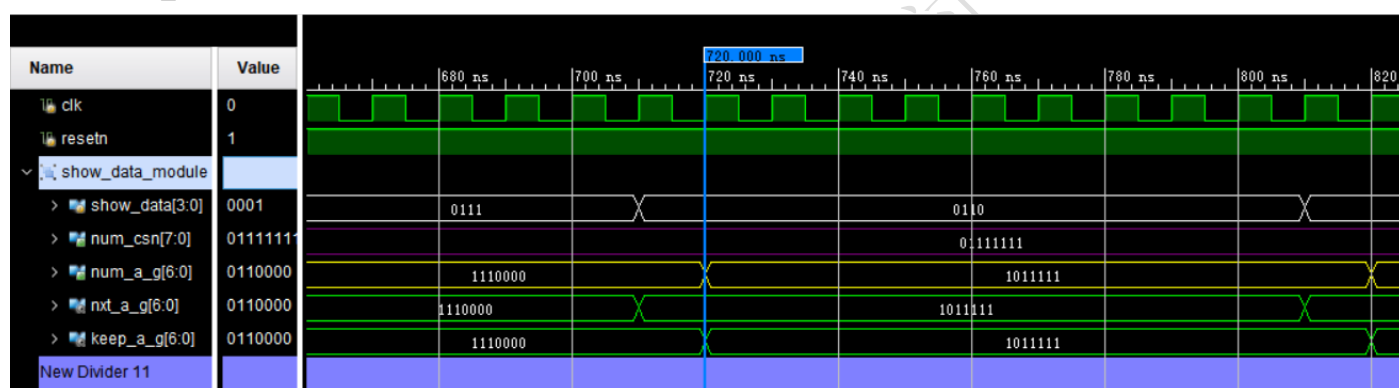 720.000 ns
Name Value 680 ns 700 ns 720 ns 740 ns 760 ns 780 ns 800 ns 820
clk 0
resetn 1
show_data_module
show_data[3:0] 0001 0111 0110
num_csn[7:0] 01111111 01111111
num_a_g[6:0] 0110000 1110000 1011111
nxt_a_g[6:0] 0110000 1110000 1011111
keep_a_g[6:0] 0110000 1110000 1011111
New Divider 11